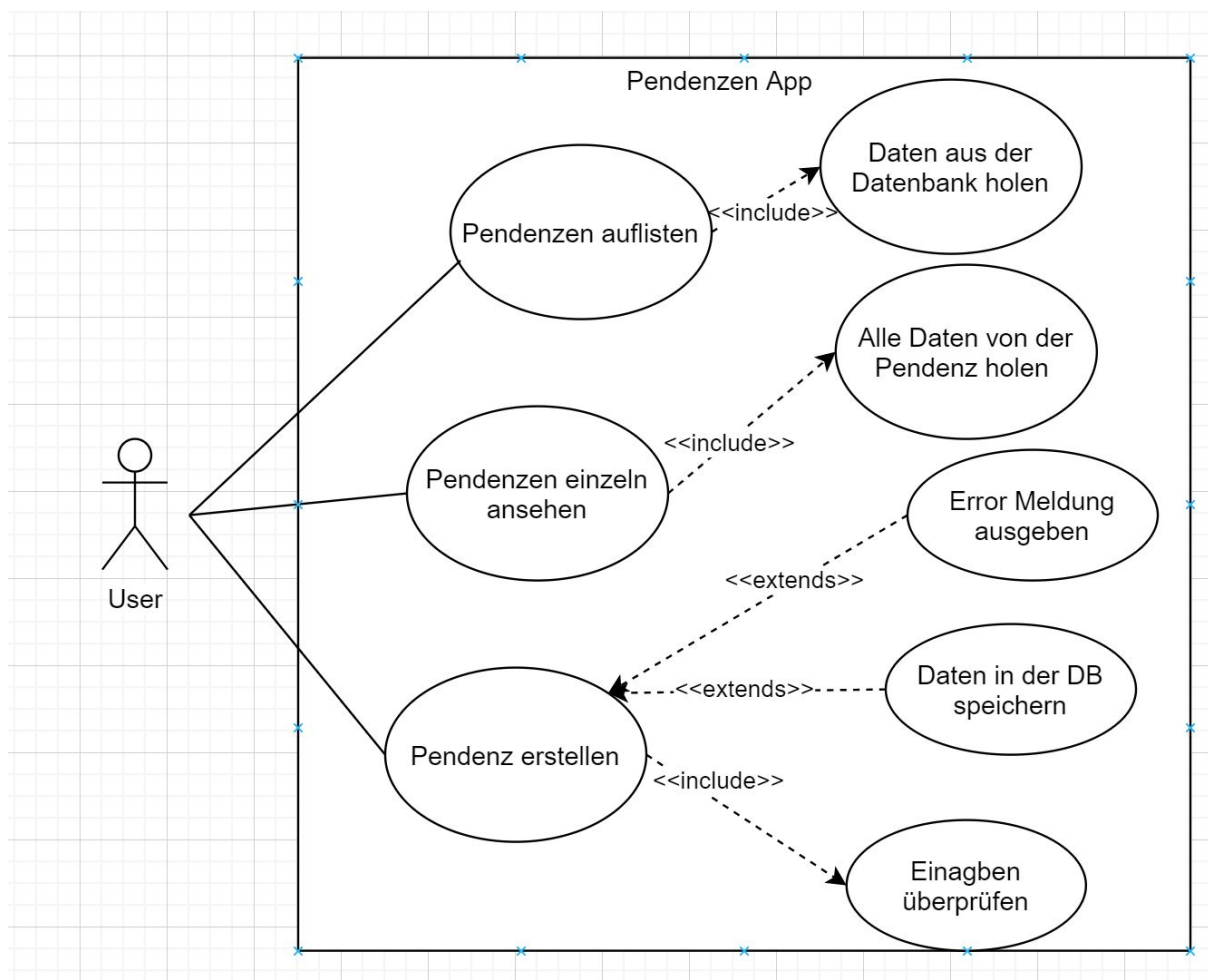 Pendenzen App
Daten aus der
Datenbank holen
Pendenzen auflisten
<<include>>
Alle Daten von der
Pendenz holen
<<include>>
Pendenzen einzeln
ansehen
Error Meldung
ausgeben
<<extends>>
User
Daten in der DB
speichern
<<extends>>
Pendenz erstellen
<<include>>
Einagben
überprüfen